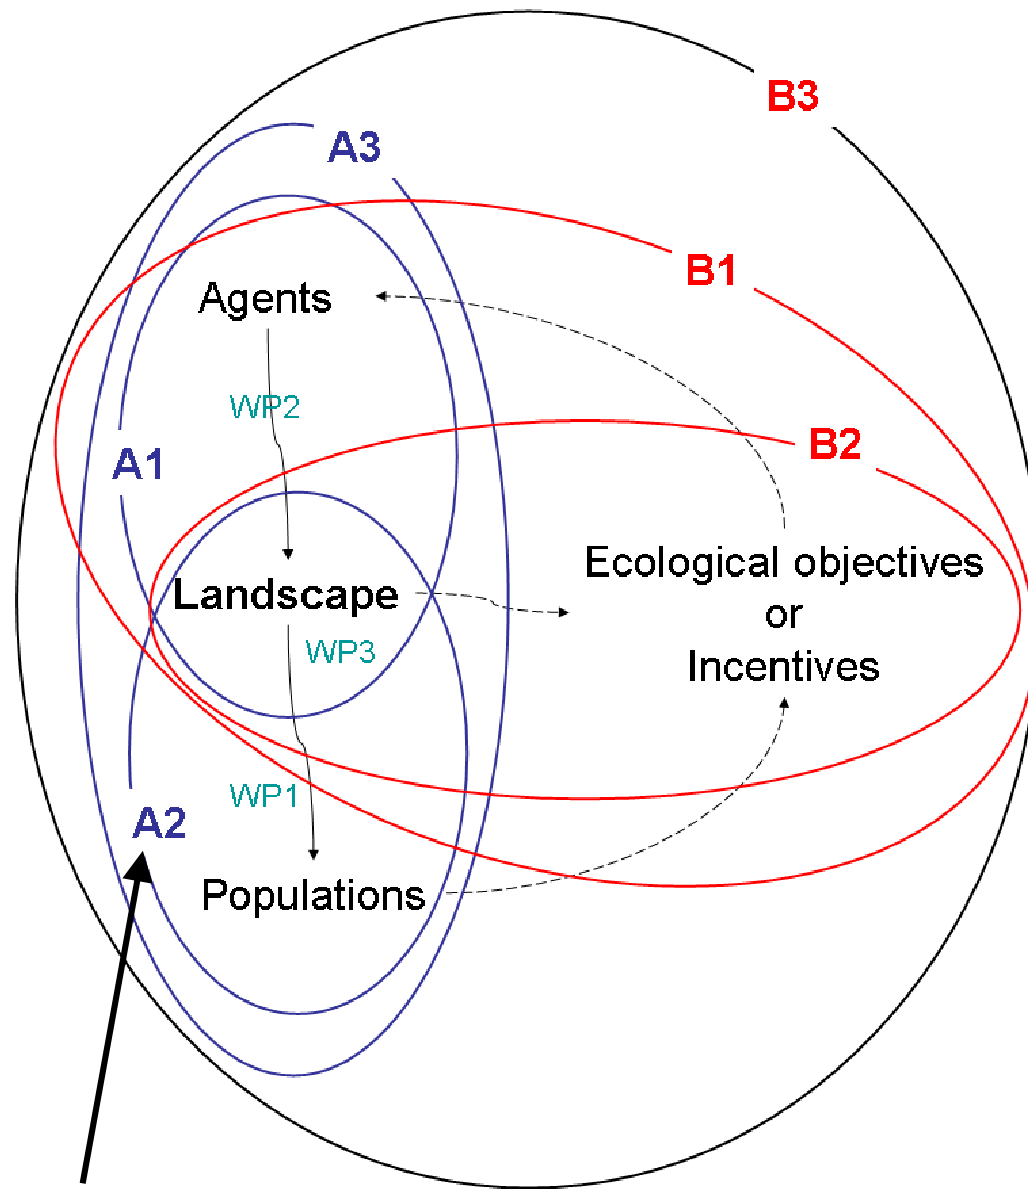 B3
A3
B1
Agents
WP2
B2
A1
Ecological objectives
or
Incentives
Landscape
WP3
WP1
A2
Populations